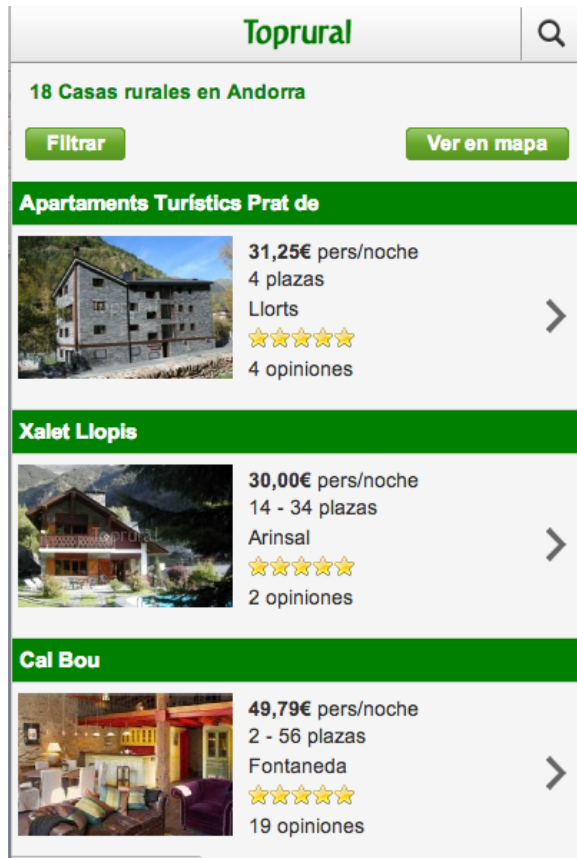 Toprural
18 Casas rurales en Andorra
Filtrar
Ver en mapa
Apartaments Turístics Prat de
31,25€ pers/noche
4 plazas
Llorts
4 opiniones
Xalet Llopis
Toprural
30,00€ pers/noche
14 - 34 plazas
Arinsal
2 opiniones
Cal Bou
49,79€ pers/noche
2 - 56 plazas
Fontaneda
19 opiniones